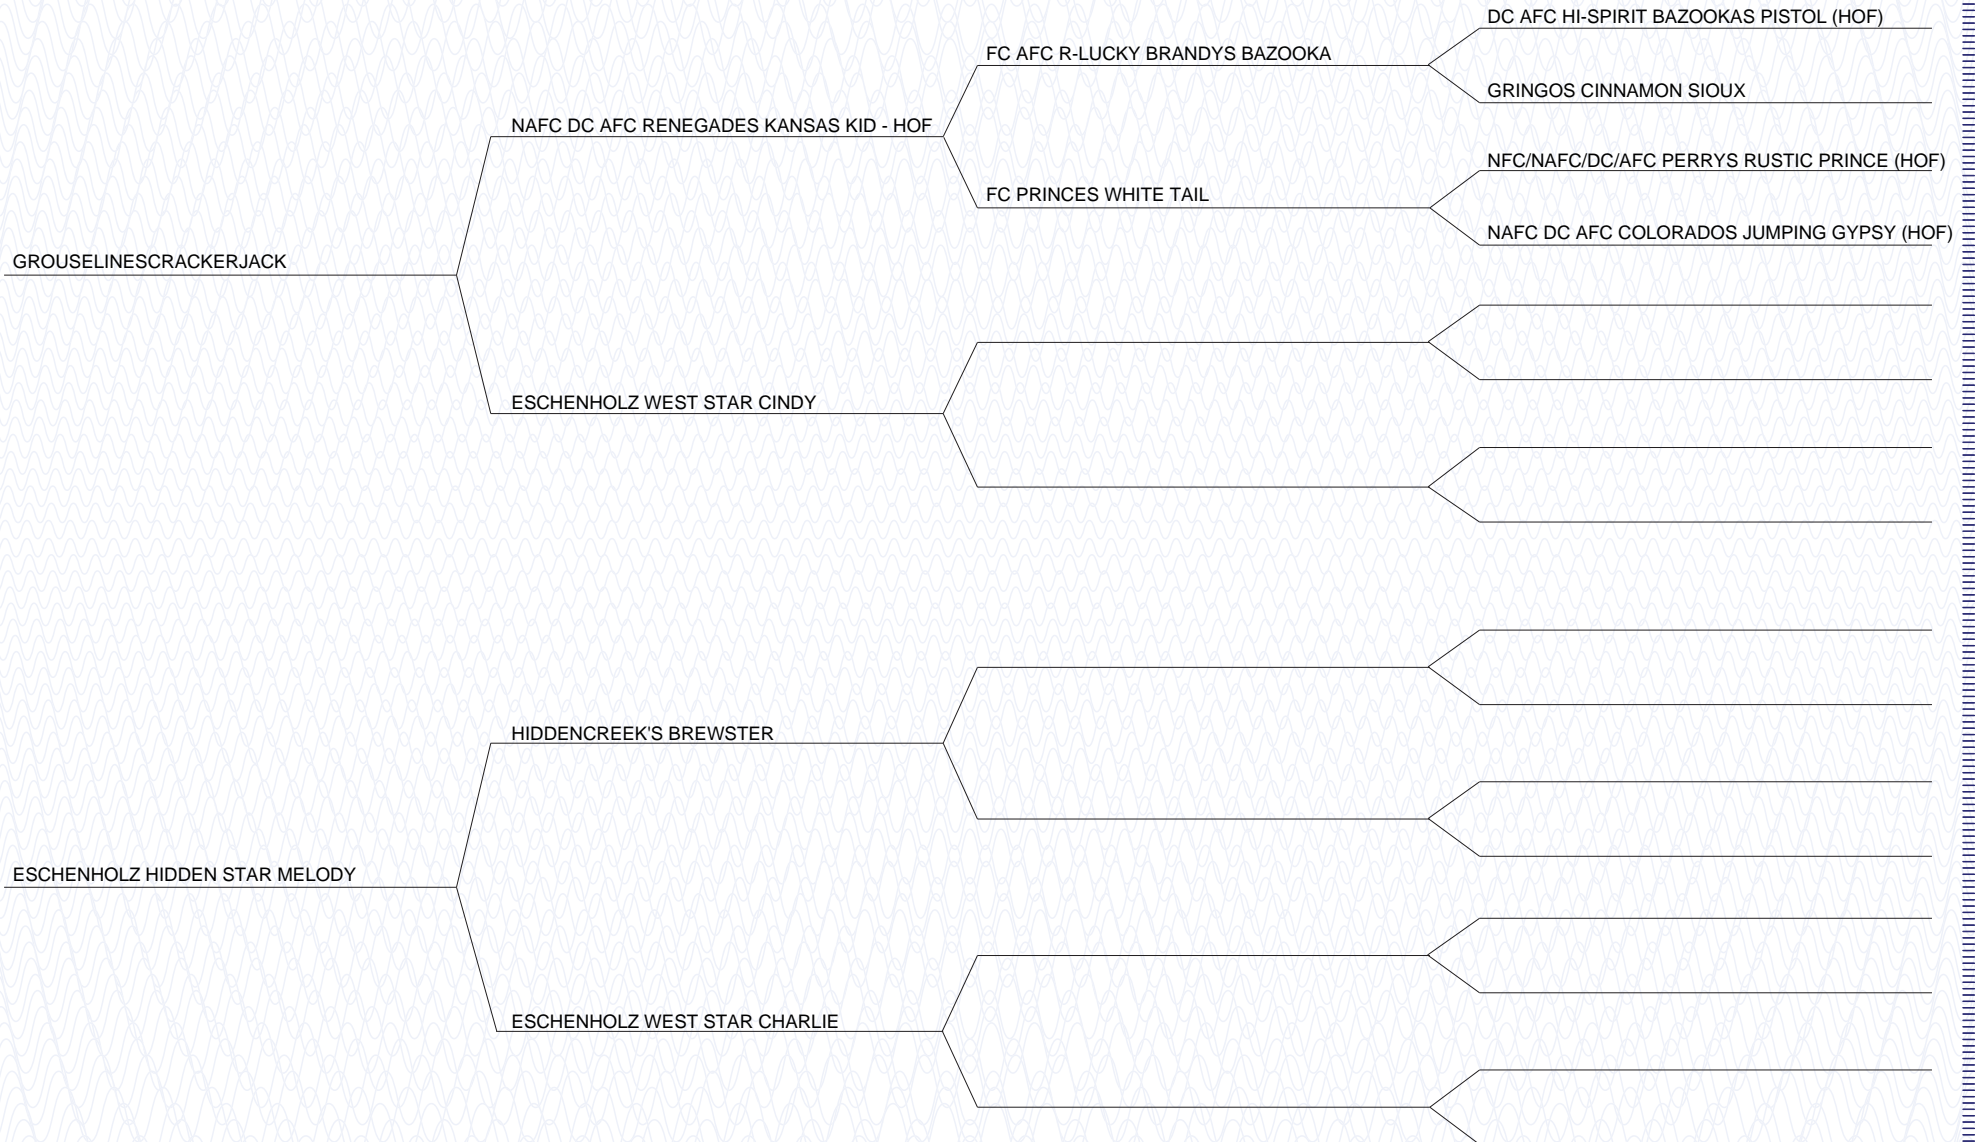 DC AFC HI-SPIRIT BAZOOKAS PISTOL (HOF)
FC AFC R-LUCKY BRANDYS BAZOOKA
GRINGOS CINNAMON SIOUX
NAFC DC AFC RENEGADES KANSAS KID - HOF
NFC/NAFC/DC/AFC PERRYS RUSTIC PRINCE (HOF)
FC PRINCES WHITE TAIL
NAFC DC AFC COLORADOS JUMPING GYPSY (HOF)
GROUSELINESCRACKERJACK
ESCHENHOLZ WEST STAR CINDY
HIDDENCREEK'S BREWSTER
ESCHENHOLZ HIDDEN STAR MELODY
ESCHENHOLZ WEST STAR CHARLIE